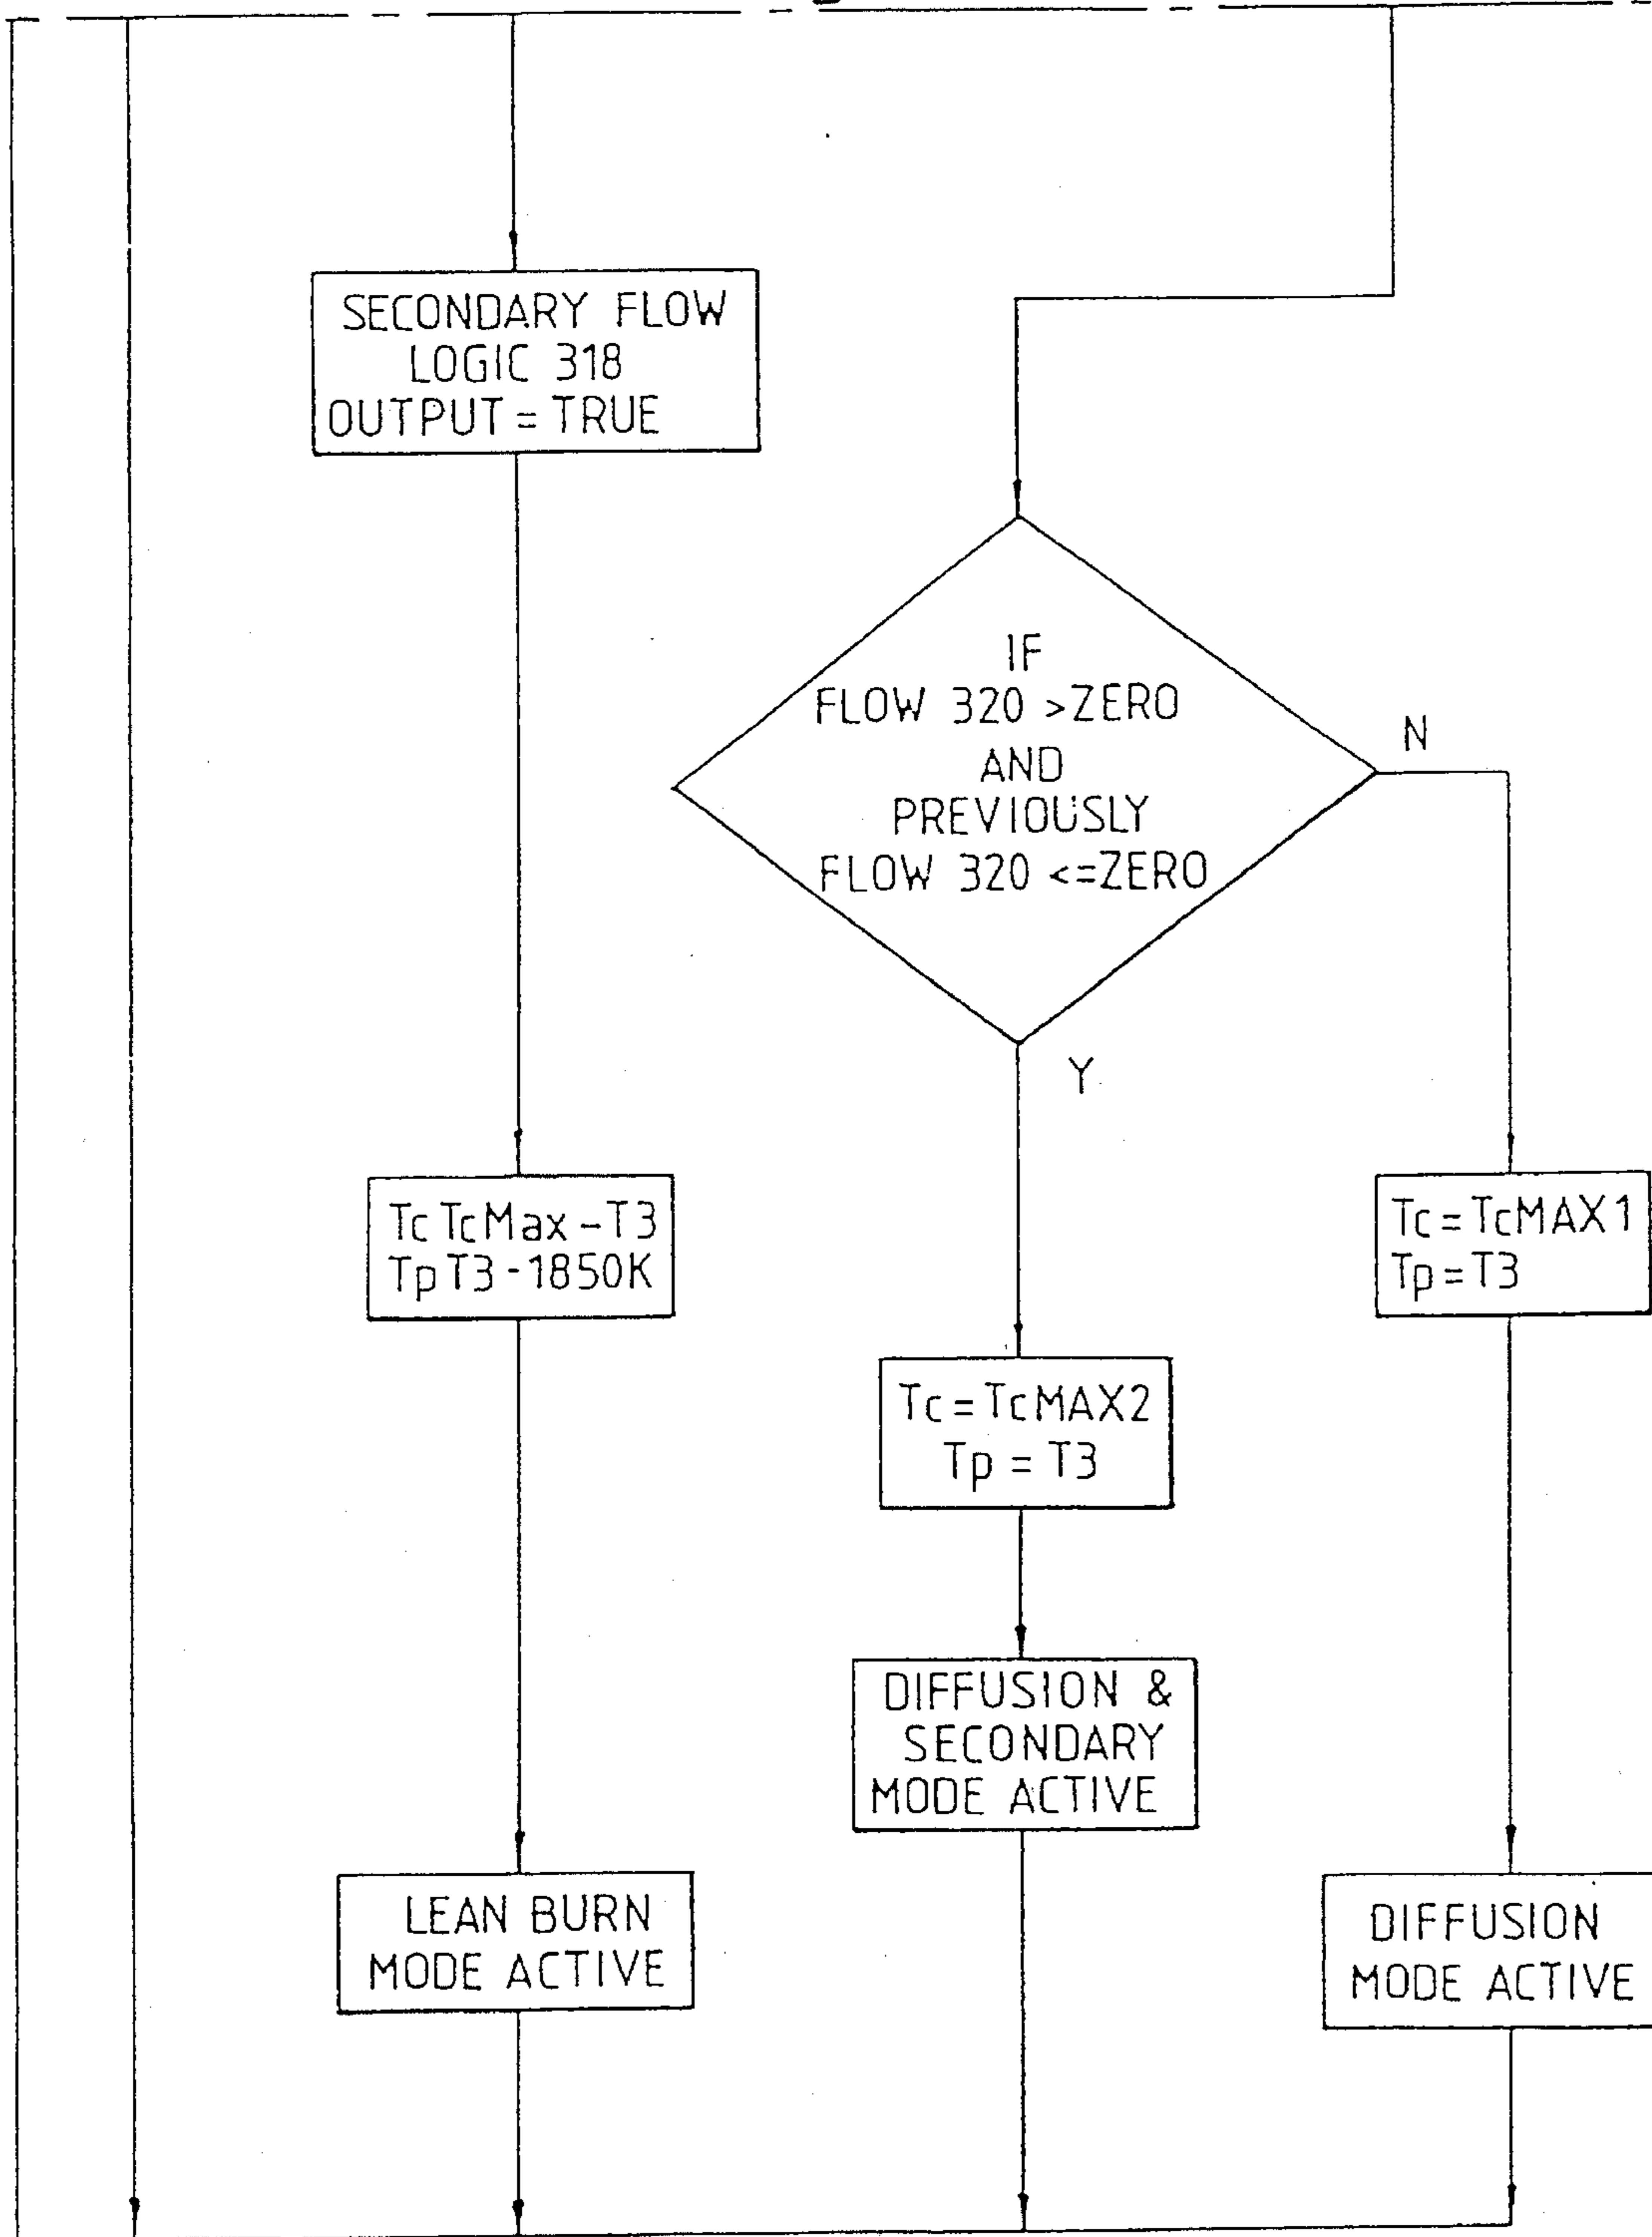 SECONDARY FLOW
LOGIC 318
OUTPUT = TRUE
IF
FLOW 320 >ZERO
AND
PREVIOUSLY
FLOW 320 <=ZERO
N
Y
Tc TcMax - T3
Tp T3 - 1850K
Tc = TcMAX1
Tp = T3
Tc = TcMAX2
Tp = T3
DIFFUSION &
SECONDARY
MODE ACTIVE
LEAN BURN
MODE ACTIVE
DIFFUSION
MODE ACTIVE